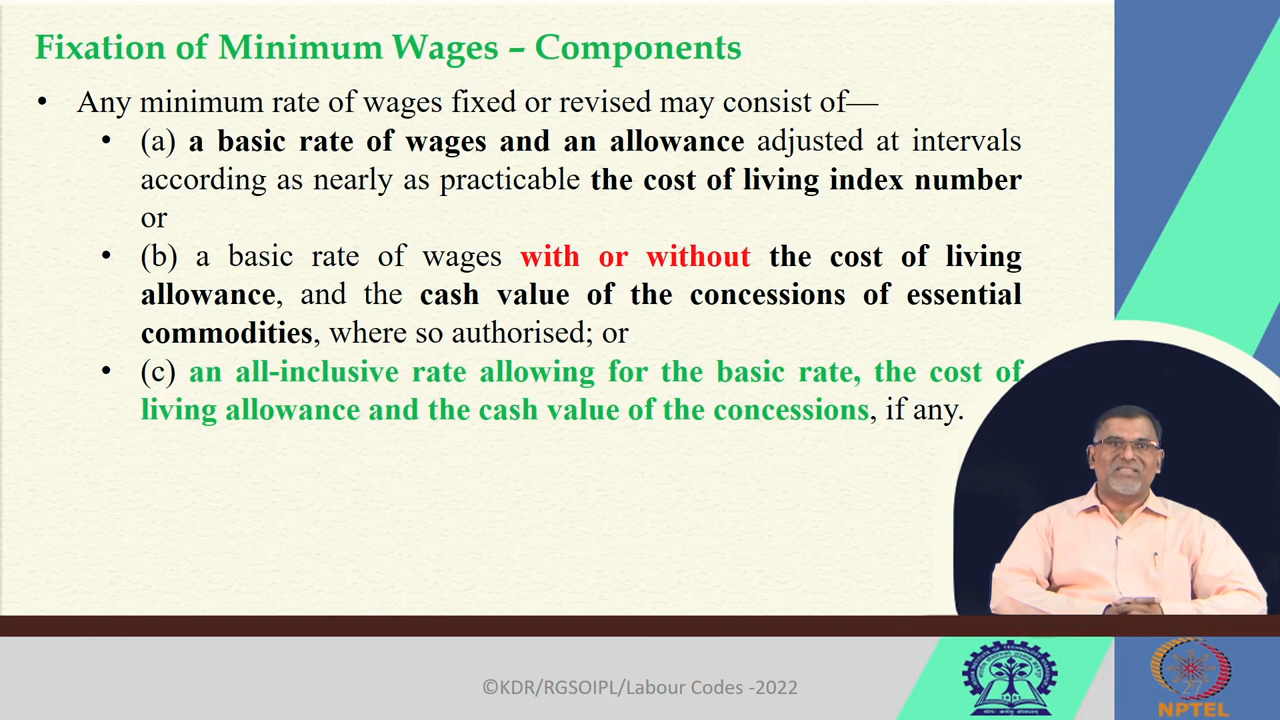 Fixation of Minimum Wages – Components
• Any minimum rate of wages fixed or revised may consist of—
• (a) a basic rate of wages and an allowance adjusted at intervals
according as nearly as practicable the cost of living index number
or
• (b) a basic rate of wages with or without the cost of living
allowance, and the cash value of the concessions of essential
commodities, where so authorised; or
• (c) an all-inclusive rate allowing for the basic rate, the cost of
living allowance and the cash value of the concessions, if any.
©KDR/RGSOIPL/Labour Codes -2022
27
NPTEL